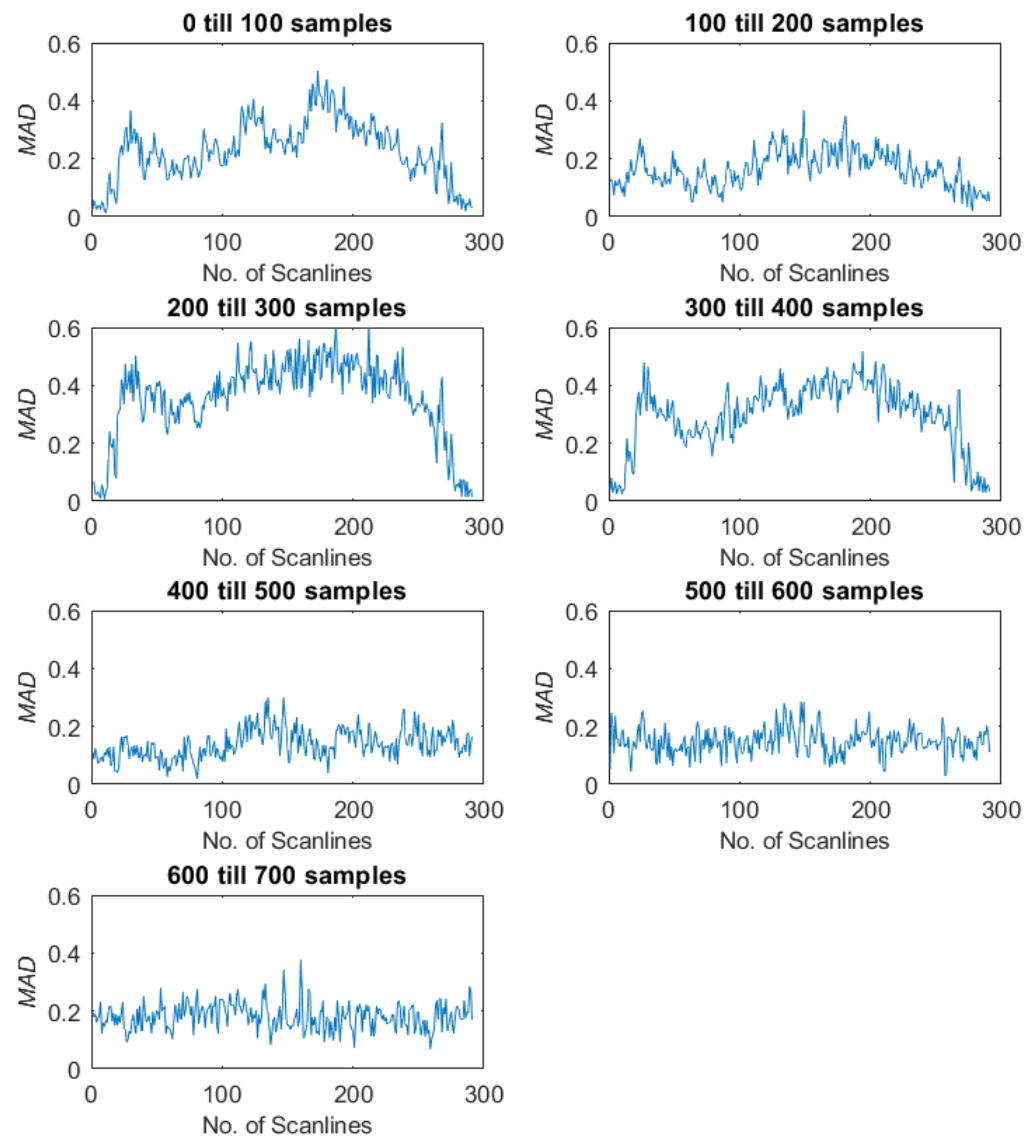 0 till 100 samples
0.6
0.4
0.2
0
MAD
0 100 200 300
No. of Scanlines
100 till 200 samples
0.6
0.4
0.2
0
MAD
0 100 200 300
No. of Scanlines
200 till 300 samples
0.6
0.4
0.2
0
MAD
0 100 200 300
No. of Scanlines
300 till 400 samples
0.6
0.4
0.2
0
MAD
0 100 200 300
No. of Scanlines
400 till 500 samples
0.6
0.4
0.2
0
MAD
0 100 200 300
No. of Scanlines
500 till 600 samples
0.6
0.4
0.2
0
MAD
0 100 200 300
No. of Scanlines
600 till 700 samples
0.6
0.4
0.2
0
MAD
0 100 200 300
No. of Scanlines